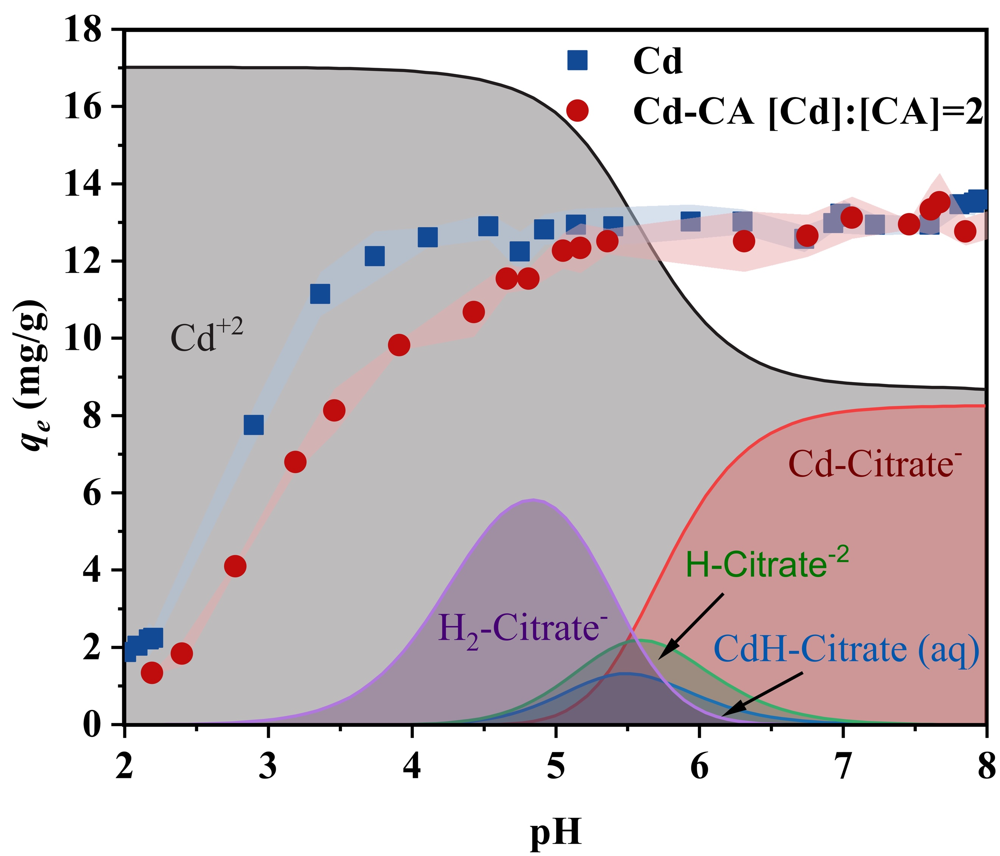 18
16
14
12
10
8
6
4
2
0
q_e (mg/g)
Cd
Cd-CA [Cd]:[CA]=2
Cd⁺²
Cd-Citrate⁻
H-Citrate⁻²
H₂-Citrate⁻
CdH-Citrate (aq)
2 3 4 5 6 7 8
pH